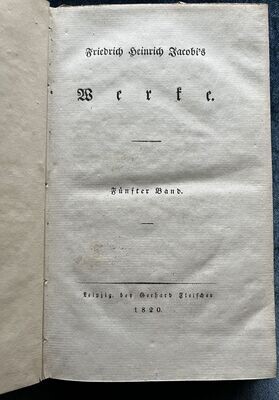 Friedrich Heinrich Jacobi's
Werke.
Fünfter Band.
Leipzig, bey Gerhard Fleischer
1820.